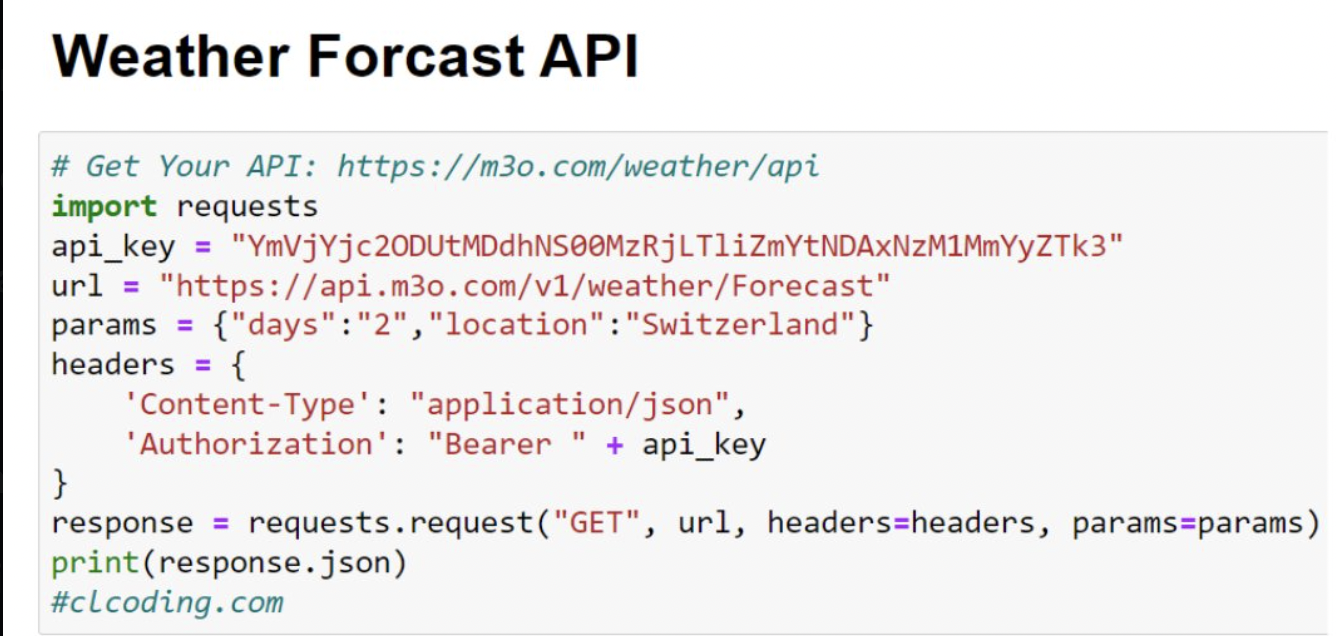 Weather Forcast API
# Get Your API: https://m3o.com/weather/api
import requests
api_key = "YmVjYjc2ODUtMDdhNS00MzRjLTliZmYtNDAxNzM1MmYyZTk3"
url = "https://api.m3o.com/v1/weather/Forecast"
params = {"days":"2","location":"Switzerland"}
headers = {
    'Content-Type': "application/json",
    'Authorization': "Bearer " + api_key
}
response = requests.request("GET", url, headers=headers, params=params)
print(response.json)
#clcoding.com